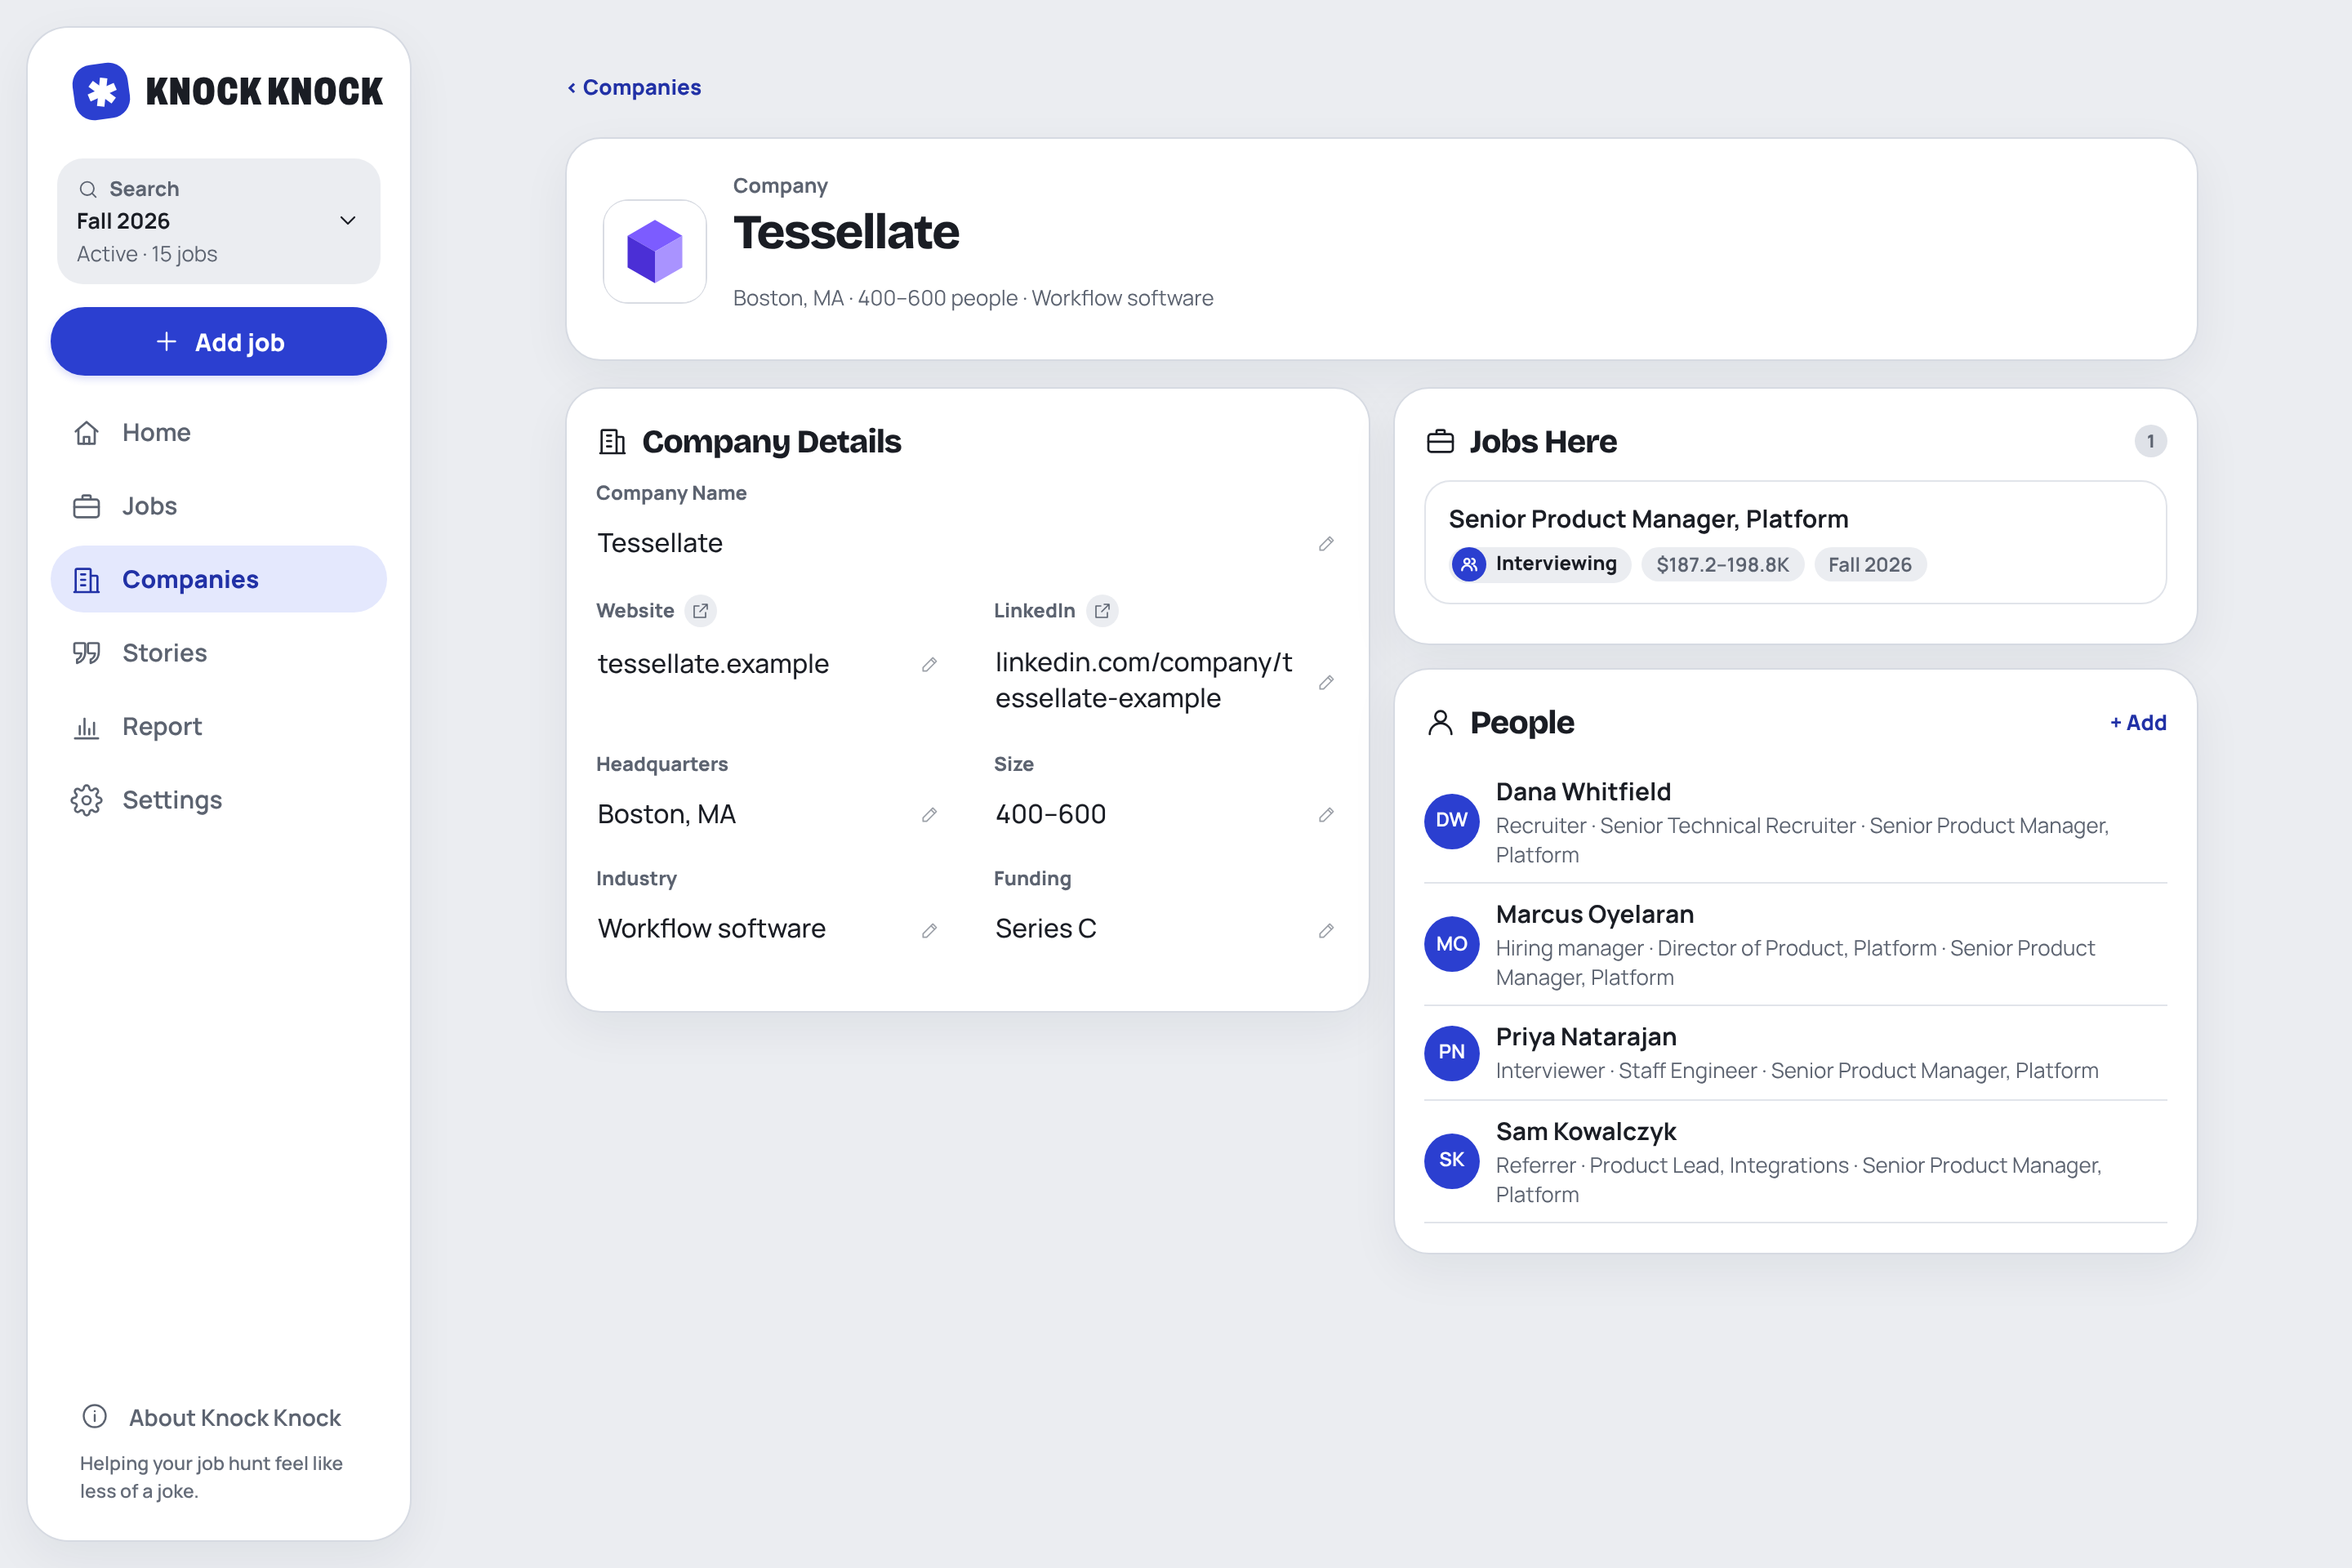 KNOCK KNOCK
Search
Fall 2026
Active · 15 jobs
Add job
Home
Jobs
Companies
Stories
Report
Settings
About Knock Knock
Helping your job hunt feel like
less of a joke.
‹ Companies
Company
Tessellate
Boston, MA · 400–600 people · Workflow software
Company Details
Company Name
Tessellate
Website
tessellate.example
LinkedIn
linkedin.com/company/t
essellate-example
Headquarters
Boston, MA
Size
400–600
Industry
Workflow software
Funding
Series C
Jobs Here
1
Senior Product Manager, Platform
Interviewing
$187.2–198.8K
Fall 2026
People
+ Add
DW
Dana Whitfield
Recruiter · Senior Technical Recruiter · Senior Product Manager,
Platform
MO
Marcus Oyelaran
Hiring manager · Director of Product, Platform · Senior Product
Manager, Platform
PN
Priya Natarajan
Interviewer · Staff Engineer · Senior Product Manager, Platform
SK
Sam Kowalczyk
Referrer · Product Lead, Integrations · Senior Product Manager,
Platform